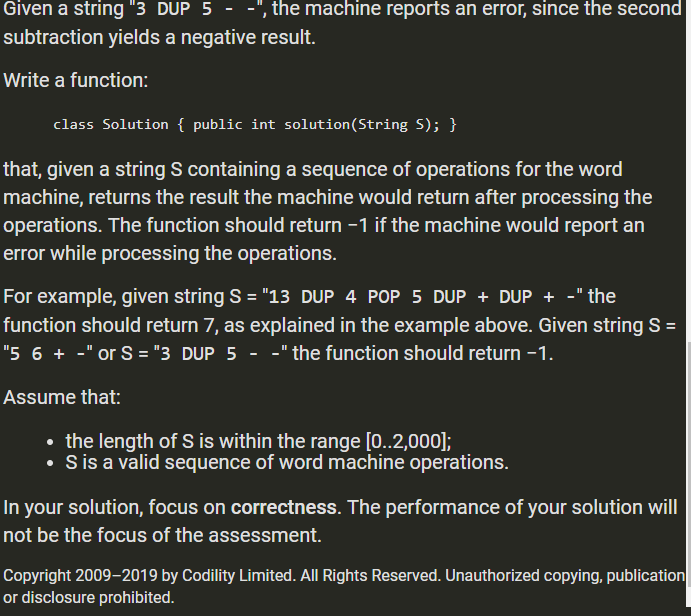 Given a string "3 DUP 5 - -", the machine reports an error, since the second
subtraction yields a negative result.
Write a function:
class Solution { public int solution(String S); }
that, given a string S containing a sequence of operations for the word
machine, returns the result the machine would return after processing the
operations. The function should return −1 if the machine would report an
error while processing the operations.
For example, given string S = "13 DUP 4 POP 5 DUP + DUP + -" the
function should return 7, as explained in the example above. Given string S =
"5 6 + -" or S = "3 DUP 5 - -" the function should return −1.
Assume that:
• the length of S is within the range [0..2,000];
• S is a valid sequence of word machine operations.
In your solution, focus on correctness. The performance of your solution will
not be the focus of the assessment.
Copyright 2009–2019 by Codility Limited. All Rights Reserved. Unauthorized copying, publication
or disclosure prohibited.